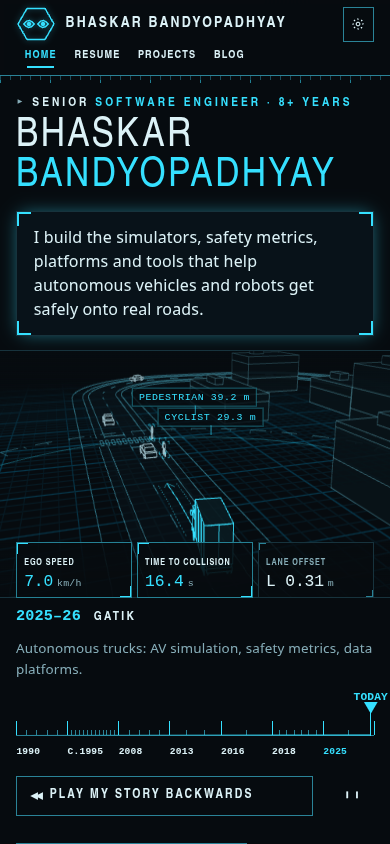 BHASKAR BANDYOPADHYAY
HOME RESUME PROJECTS BLOG
SENIOR SOFTWARE ENGINEER · 8+ YEARS
BHASKAR
BANDYOPADHYAY
I build the simulators, safety metrics,
platforms and tools that help
autonomous vehicles and robots get
safely onto real roads.
PEDESTRIAN 39.2 m
CYCLIST 29.3 m
EGO SPEED TIME TO COLLISION LANE OFFSET
7.0 km/h 16.4 s L 0.31 m
2025–26 GATIK
Autonomous trucks: AV simulation, safety metrics, data
platforms.
TODAY
1990 C.1995 2008 2013 2016 2018 2025
PLAY MY STORY BACKWARDS